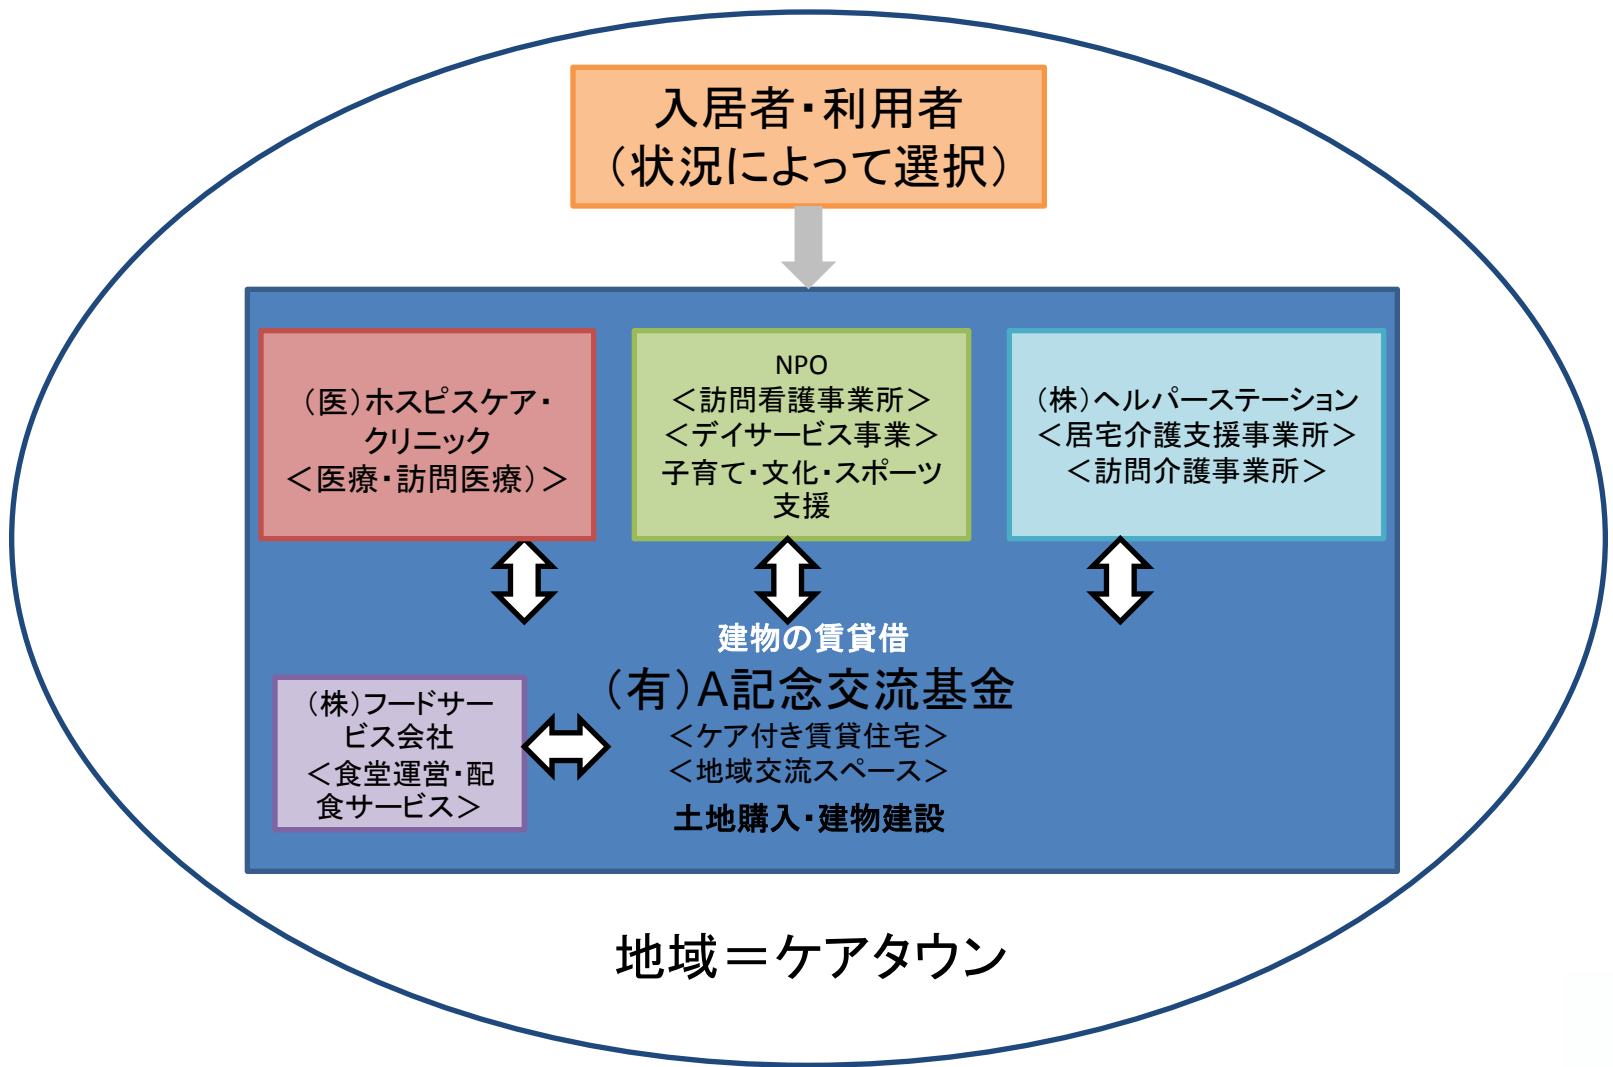 入居者・利用者
（状況によって選択）
（医）ホスピスケア・
クリニック
＜医療・訪問医療）＞
NPO
＜訪問看護事業所＞
＜デイサービス事業＞
子育て・文化・スポーツ
支援
（株）ヘルパーステーション
＜居宅介護支援事業所＞
＜訪問介護事業所＞
建物の賃貸借
（有）A記念交流基金
＜ケア付き賃貸住宅＞
＜地域交流スペース＞
土地購入・建物建設
（株）フードサー
ビス会社
＜食堂運営・配
食サービス＞
地域＝ケアタウン